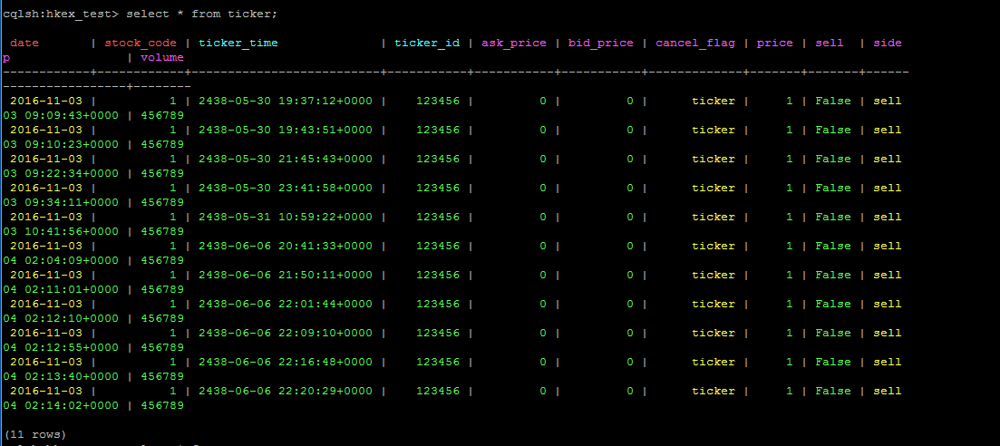 cqlsh:hkex_test> select * from ticker;
 date       | stock_code | ticker_time              | ticker_id | ask_price | bid_price | cancel_flag | price | sell  | side
p                | volume
------------+------------+--------------------------+-----------+-----------+-----------+-------------+-------+-------+------
-----------------+--------
 2016-11-03 |          1 | 2438-05-30 19:37:12+0000 |    123456 |         0 |         0 |      ticker |     1 | False | sell
03 09:09:43+0000 | 456789
 2016-11-03 |          1 | 2438-05-30 19:43:51+0000 |    123456 |         0 |         0 |      ticker |     1 | False | sell
03 09:10:23+0000 | 456789
 2016-11-03 |          1 | 2438-05-30 21:45:43+0000 |    123456 |         0 |         0 |      ticker |     1 | False | sell
03 09:22:34+0000 | 456789
 2016-11-03 |          1 | 2438-05-30 23:41:58+0000 |    123456 |         0 |         0 |      ticker |     1 | False | sell
03 09:34:11+0000 | 456789
 2016-11-03 |          1 | 2438-05-31 10:59:22+0000 |    123456 |         0 |         0 |      ticker |     1 | False | sell
03 10:41:56+0000 | 456789
 2016-11-03 |          1 | 2438-06-06 20:41:33+0000 |    123456 |         0 |         0 |      ticker |     1 | False | sell
04 02:04:09+0000 | 456789
 2016-11-03 |          1 | 2438-06-06 21:50:11+0000 |    123456 |         0 |         0 |      ticker |     1 | False | sell
04 02:11:01+0000 | 456789
 2016-11-03 |          1 | 2438-06-06 22:01:44+0000 |    123456 |         0 |         0 |      ticker |     1 | False | sell
04 02:12:10+0000 | 456789
 2016-11-03 |          1 | 2438-06-06 22:09:10+0000 |    123456 |         0 |         0 |      ticker |     1 | False | sell
04 02:12:55+0000 | 456789
 2016-11-03 |          1 | 2438-06-06 22:16:48+0000 |    123456 |         0 |         0 |      ticker |     1 | False | sell
04 02:13:40+0000 | 456789
 2016-11-03 |          1 | 2438-06-06 22:20:29+0000 |    123456 |         0 |         0 |      ticker |     1 | False | sell
04 02:14:02+0000 | 456789
(11 rows)